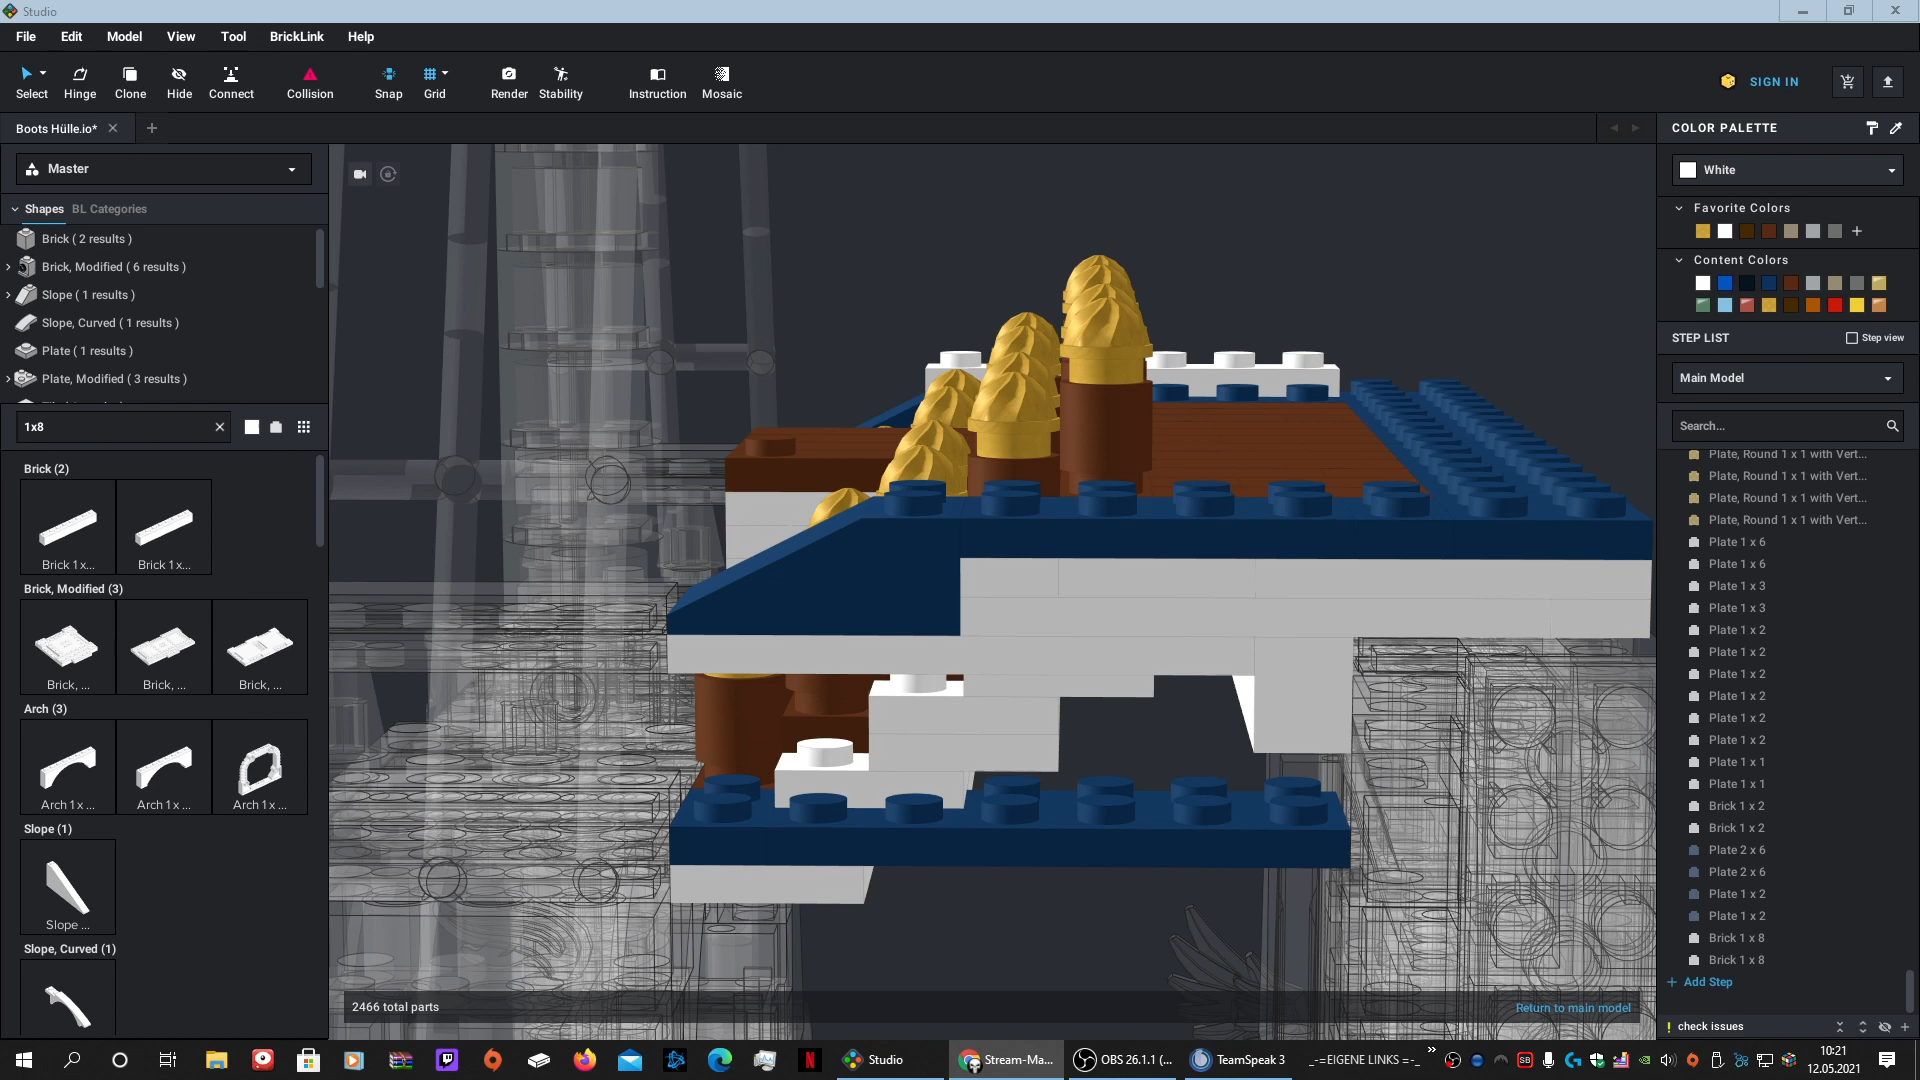 Studio
File Edit Model View Tool BrickLink Help
Select Hinge Clone Hide Connect Collision Snap Grid Render Stability Instruction Mosaic
SIGN IN
Boots Hülle.io*
COLOR PALETTE
Master
White
Shapes BL Categories
Favorite Colors
Brick ( 2 results )
Brick, Modified ( 6 results )
Content Colors
Slope ( 1 results )
Slope, Curved ( 1 results )
STEP LIST Step view
Plate ( 1 results )
Plate, Modified ( 3 results )
Main Model
1x8
Search...
Brick (2)
Brick 1x... Brick 1x...
Brick, Modified (3)
Brick, ... Brick, ... Brick, ...
Arch (3)
Arch 1x ... Arch 1x ... Arch 1x ...
Slope (1)
Slope ...
Slope, Curved (1)
Plate, Round 1 x 1 with Vert...
Plate, Round 1 x 1 with Vert...
Plate, Round 1 x 1 with Vert...
Plate, Round 1 x 1 with Vert...
Plate 1 x 6
Plate 1 x 6
Plate 1 x 3
Plate 1 x 3
Plate 1 x 2
Plate 1 x 2
Plate 1 x 2
Plate 1 x 2
Plate 1 x 2
Plate 1 x 2
Plate 1 x 1
Plate 1 x 1
Brick 1 x 2
Brick 1 x 2
Plate 2 x 6
Plate 2 x 6
Plate 1 x 2
Plate 1 x 2
Brick 1 x 8
Brick 1 x 8
Add Step
2466 total parts
Return to main model
check issues
Studio Stream-Ma... OBS 26.1.1 (... TeamSpeak 3 _-=EIGENE LINKS =-_
10:21
12.05.2021